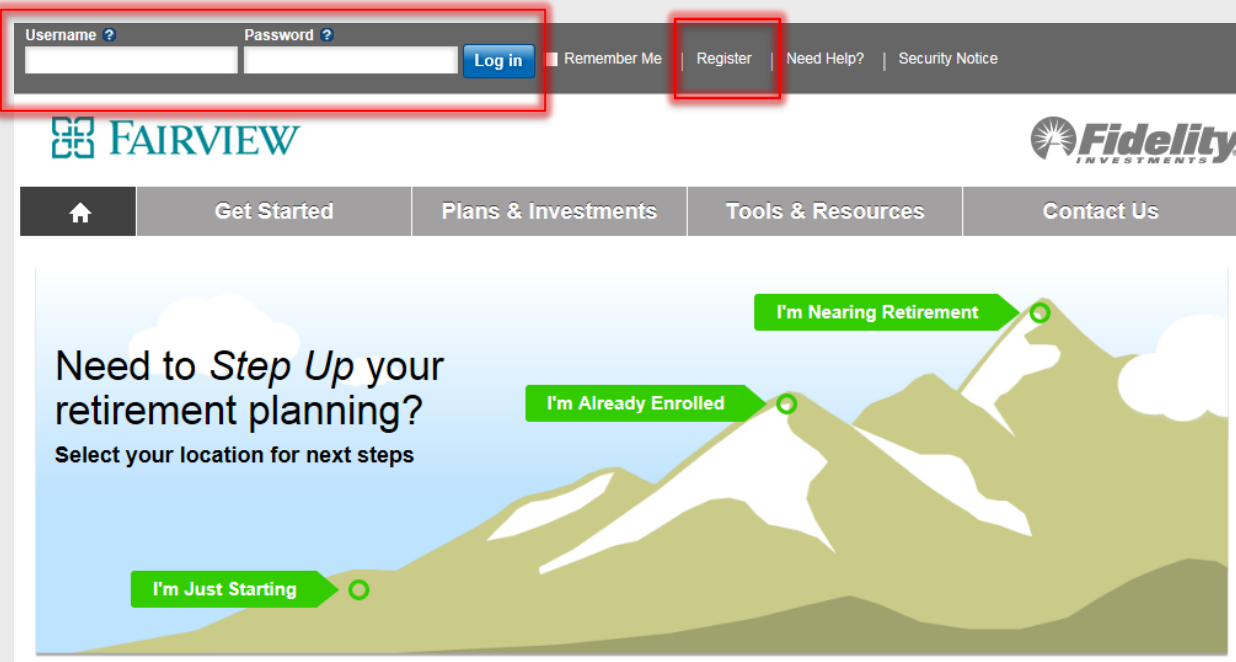 Username ? Password ?
Log in Remember Me | Register | Need Help? | Security Notice
FAIRVIEW
Fidelity
INVESTMENTS
Get Started Plans & Investments Tools & Resources Contact Us
I'm Nearing Retirement
Need to Step Up your
retirement planning?
I'm Already Enrolled
Select your location for next steps
I'm Just Starting